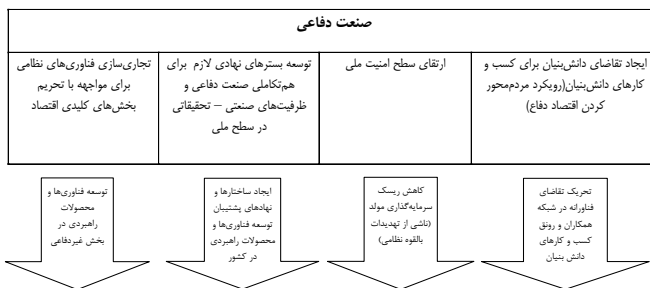 صنعت دفاعی
ایجاد تقاضای دانش‌بنیان برای کسب و
کارهای دانش‌بنیان(رویکرد مردم‌محور
کردن اقتصاد دفاع)
ارتقای سطح امنیت ملی
توسعه بسترهای نهادی لازم برای
هم‌تکاملی صنعت دفاعی و
ظرفیت‌های صنعتی – تحقیقاتی
در سطح ملی
تجاری‌سازی فناوری‌های نظامی
برای مواجهه با تحریم
بخش‌های کلیدی اقتصاد
تحریک تقاضای
فناورانه در شبکه
همکاران و رونق
کسب و کارهای
دانش بنیان
کاهش ریسک
سرمایه‌گذاری مولد
(ناشی از تهدیدات
بالقوه نظامی)
ایجاد ساختارها و
نهادهای پشتیبان
توسعه فناوری‌ها و
محصولات راهبردی
در کشور
توسعه فناوری‌ها و
محصولات
راهبردی در
بخش غیردفاعی